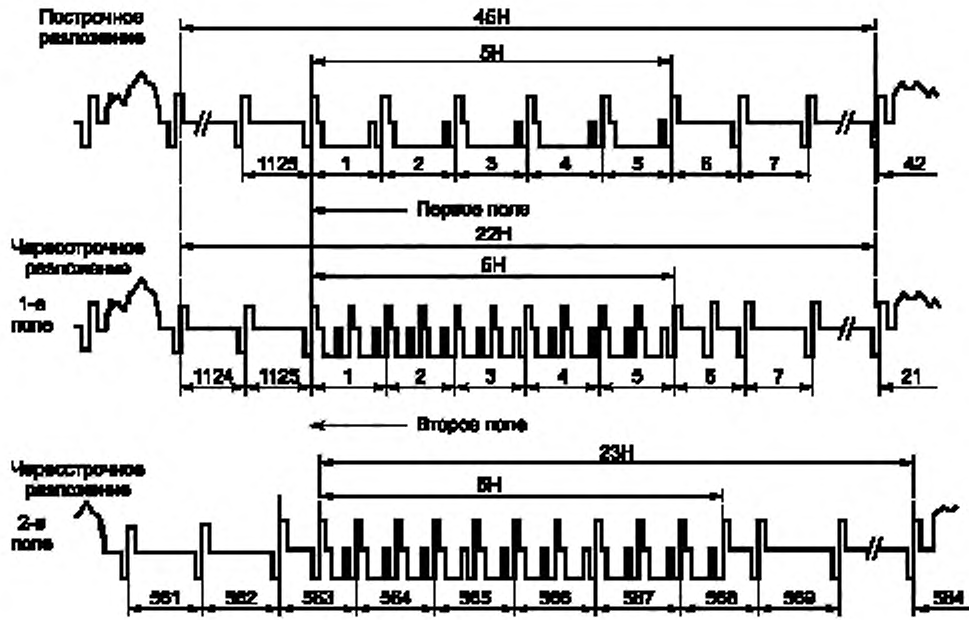 Построчное
разложение
45H
5H
1125 1 2 3 4 5 6 7 42
Первое поле
Чересстрочное
разложение
22H
5H
1-е
поле
1124 1125 1 2 3 4 5 6 7 21
Второе поле
Чересстрочное
разложение
23H
5H
2-е
поле
561 562 563 564 565 566 567 568 569 584